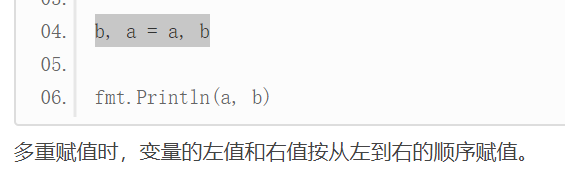 04. b, a = a, b
05.
06. fmt.Println(a, b)
多重赋值时，变量的左值和右值按从左到右的顺序赋值。